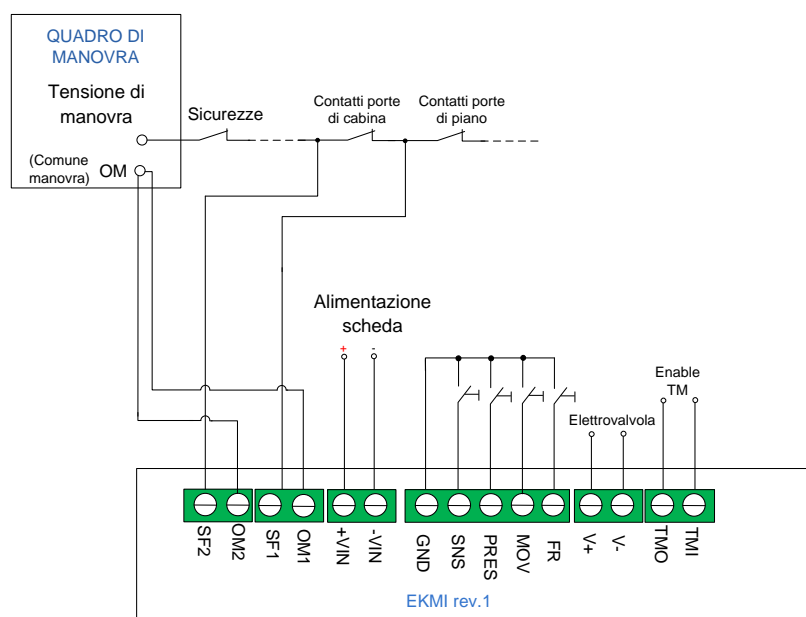 QUADRO DI
MANOVRA
Tensione di
manovra
(Comune
manovra)
OM
Sicurezze
Contatti porte
di cabina
Contatti porte
di piano
Alimentazione
scheda
+
-
Enable
TM
Elettrovalvola
SF2
OM2
SF1
OM1
+VIN
-VIN
GND
SNS
PRES
MOV
FR
V+
V-
TMO
TMI
EKMI rev.1